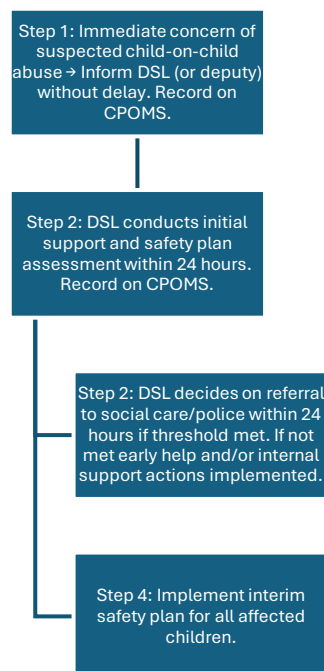 Step 1: Immediate concern of
suspected child-on-child
abuse → Inform DSL (or deputy)
without delay. Record on
CPOMS.
Step 2: DSL conducts initial
support and safety plan
assessment within 24 hours.
Record on CPOMS.
Step 2: DSL decides on referral
to social care/police within 24
hours if threshold met. If not
met early help and/or internal
support actions implemented.
Step 4: Implement interim
safety plan for all affected
children.